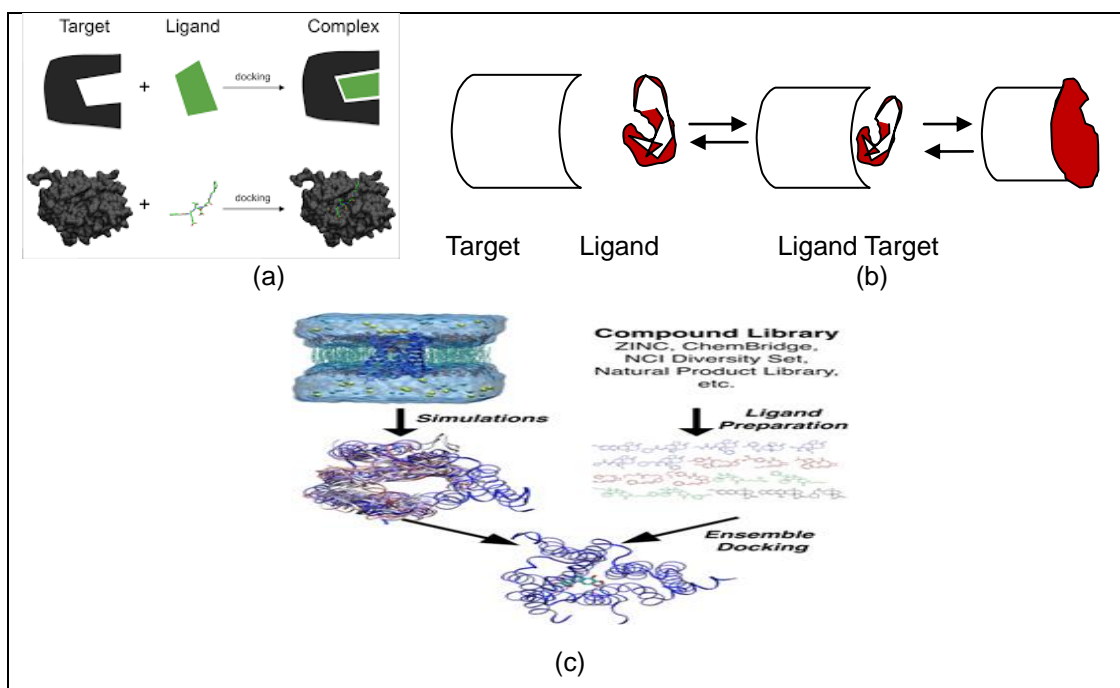 Target Ligand Complex
+ docking
+ docking
Target Ligand Ligand Target
(a) (b)
Compound Library
ZINC, ChemBridge,
NCI Diversity Set,
Natural Product Library,
etc.
Simulations
Ligand
Preparation
Ensemble
Docking
(c)